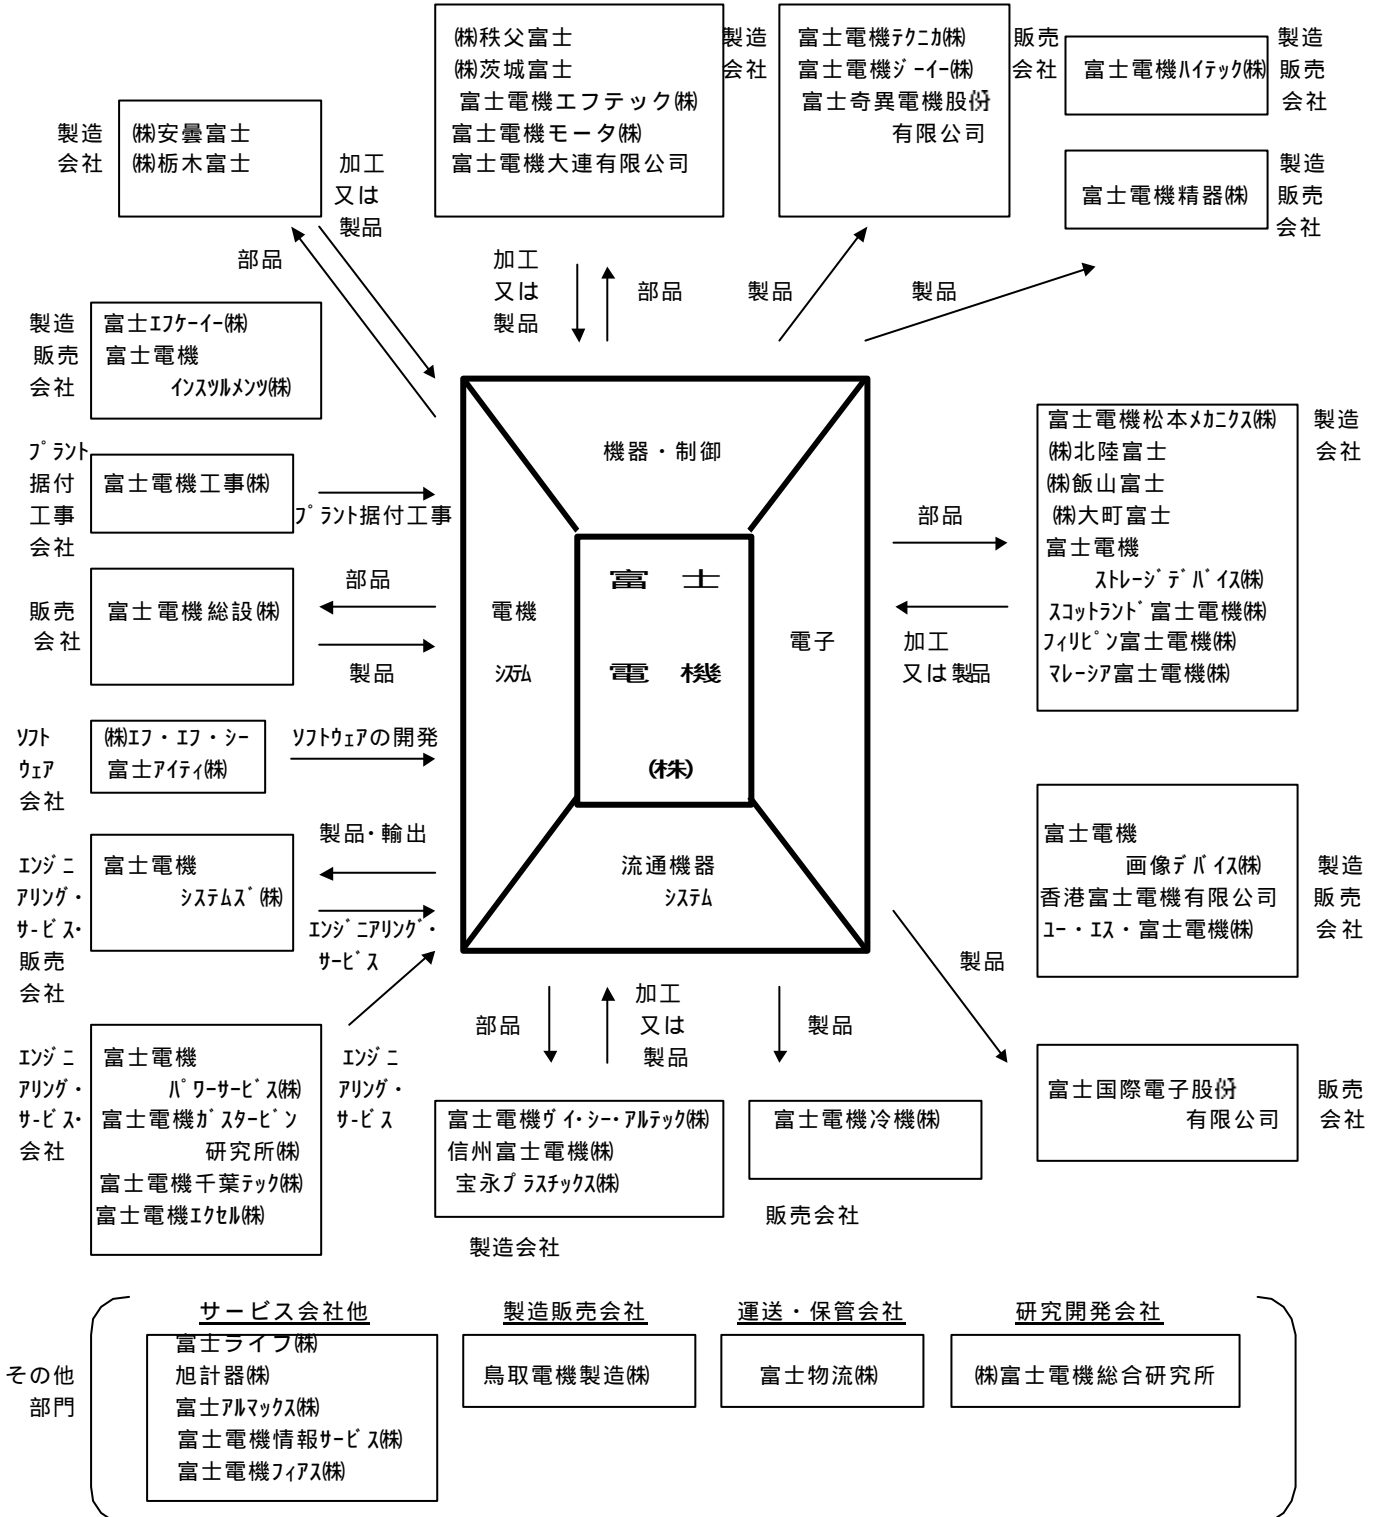 ㈱秩父富士
㈱茨城富士
富士電機エフテック㈱
富士電機モータ㈱
富士電機大連有限公司
製造
会社
富士電機テクニカ㈱
富士電機ジーイー㈱
富士奇異電機股份
有限公司
販売
会社
富士電機ハイテック㈱
製造
販売
会社
富士電機精器㈱
製造
販売
会社
製造
会社
㈱安曇富士
㈱栃木富士
加工
又は
製品
部品
加工
又は
製品
部品
製品
製品
製造
販売
会社
富士エフケーイー㈱
富士電機
インスツルメンツ㈱
プラント
据付
工事
会社
富士電機工事㈱
プラント据付工事
販売
会社
富士電機総設㈱
部品
製品
ソフト
ウェア
会社
㈱エフ・エフ・シー
富士アイティ㈱
ソフトウェアの開発
エンジニ
アリング・
サービス・
販売
会社
富士電機
システムズ㈱
製品・輸出
エンジニアリング・
サービス
エンジニ
アリング・
サービス・
会社
富士電機
パワーサービス㈱
富士電機ガスタービン
研究所㈱
富士電機千葉テック㈱
富士電機エクセル㈱
エンジニ
アリング・
サービス
機器・制御
電機
システム
富士
電機
㈱
電子
流通機器
システム
部品
加工
又は製品
富士電機松本メカニクス㈱
㈱北陸富士
㈱飯山富士
㈱大町富士
富士電機
ストレージデバイス㈱
スコットランド富士電機㈱
フィリピン富士電機㈱
マレーシア富士電機㈱
製造
会社
富士電機
画像デバイス㈱
香港富士電機有限公司
ユー・エス・富士電機㈱
製造
販売
会社
製品
富士国際電子股份
有限公司
販売
会社
部品
加工
又は
製品
製品
富士電機ヴイ・シー・アルテック㈱
信州富士電機㈱
宝永プラスチックス㈱
製造会社
富士電機冷機㈱
販売会社
その他
部門
サービス会社他
富士ライフ㈱
旭計器㈱
富士アルマックス㈱
富士電機情報サービス㈱
富士電機フィアス㈱
製造販売会社
鳥取電機製造㈱
運送・保管会社
富士物流㈱
研究開発会社
㈱富士電機総合研究所